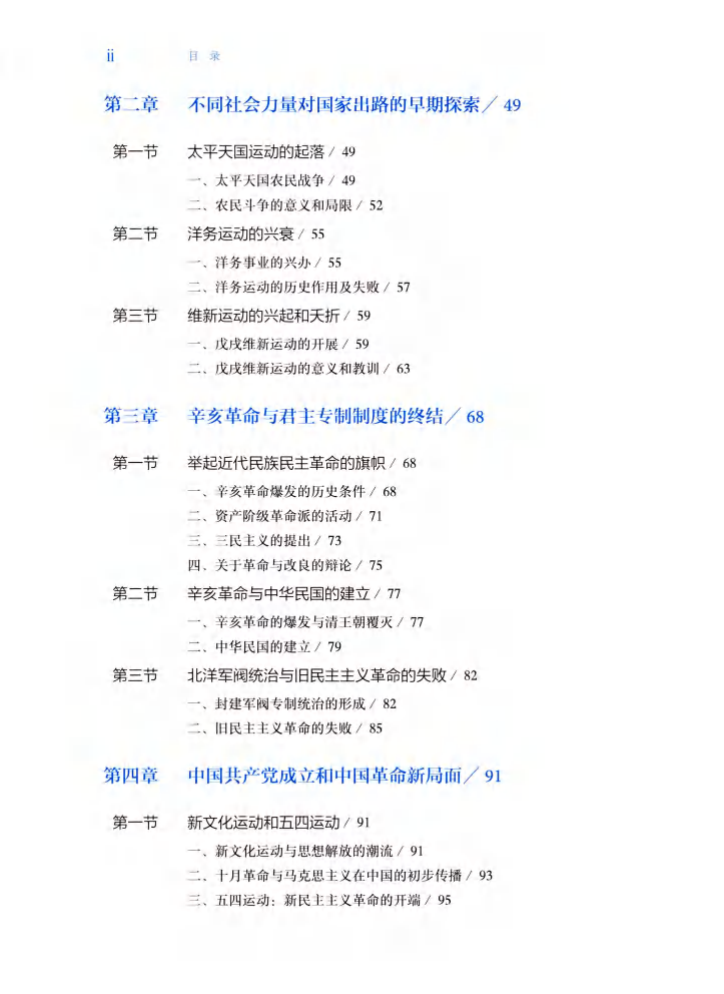 ii 目 录
第二章 不同社会力量对国家出路的早期探索/ 49
第一节 太平天国运动的起落/ 49
一、太平天国农民战争/ 49
二、农民斗争的意义和局限/ 52
第二节 洋务运动的兴衰/ 55
一、洋务事业的兴办/ 55
二、洋务运动的历史作用及失败/ 57
第三节 维新运动的兴起和夭折/ 59
一、戊戌维新运动的开展/ 59
二、戊戌维新运动的意义和教训/ 63
第三章 辛亥革命与君主专制制度的终结/ 68
第一节 举起近代民族民主革命的旗帜/ 68
一、辛亥革命爆发的历史条件/ 68
二、资产阶级革命派的活动/ 71
三、三民主义的提出/ 73
四、关于革命与改良的辩论/ 75
第二节 辛亥革命与中华民国的建立/ 77
一、辛亥革命的爆发与清王朝覆灭/ 77
二、中华民国的建立/ 79
第三节 北洋军阀统治与旧民主主义革命的失败/ 82
一、封建军阀专制统治的形成/ 82
二、旧民主主义革命的失败/ 85
第四章 中国共产党成立和中国革命新局面/ 91
第一节 新文化运动和五四运动/ 91
一、新文化运动与思想解放的潮流/ 91
二、十月革命与马克思主义在中国的初步传播/ 93
三、五四运动：新民主主义革命的开端/ 95